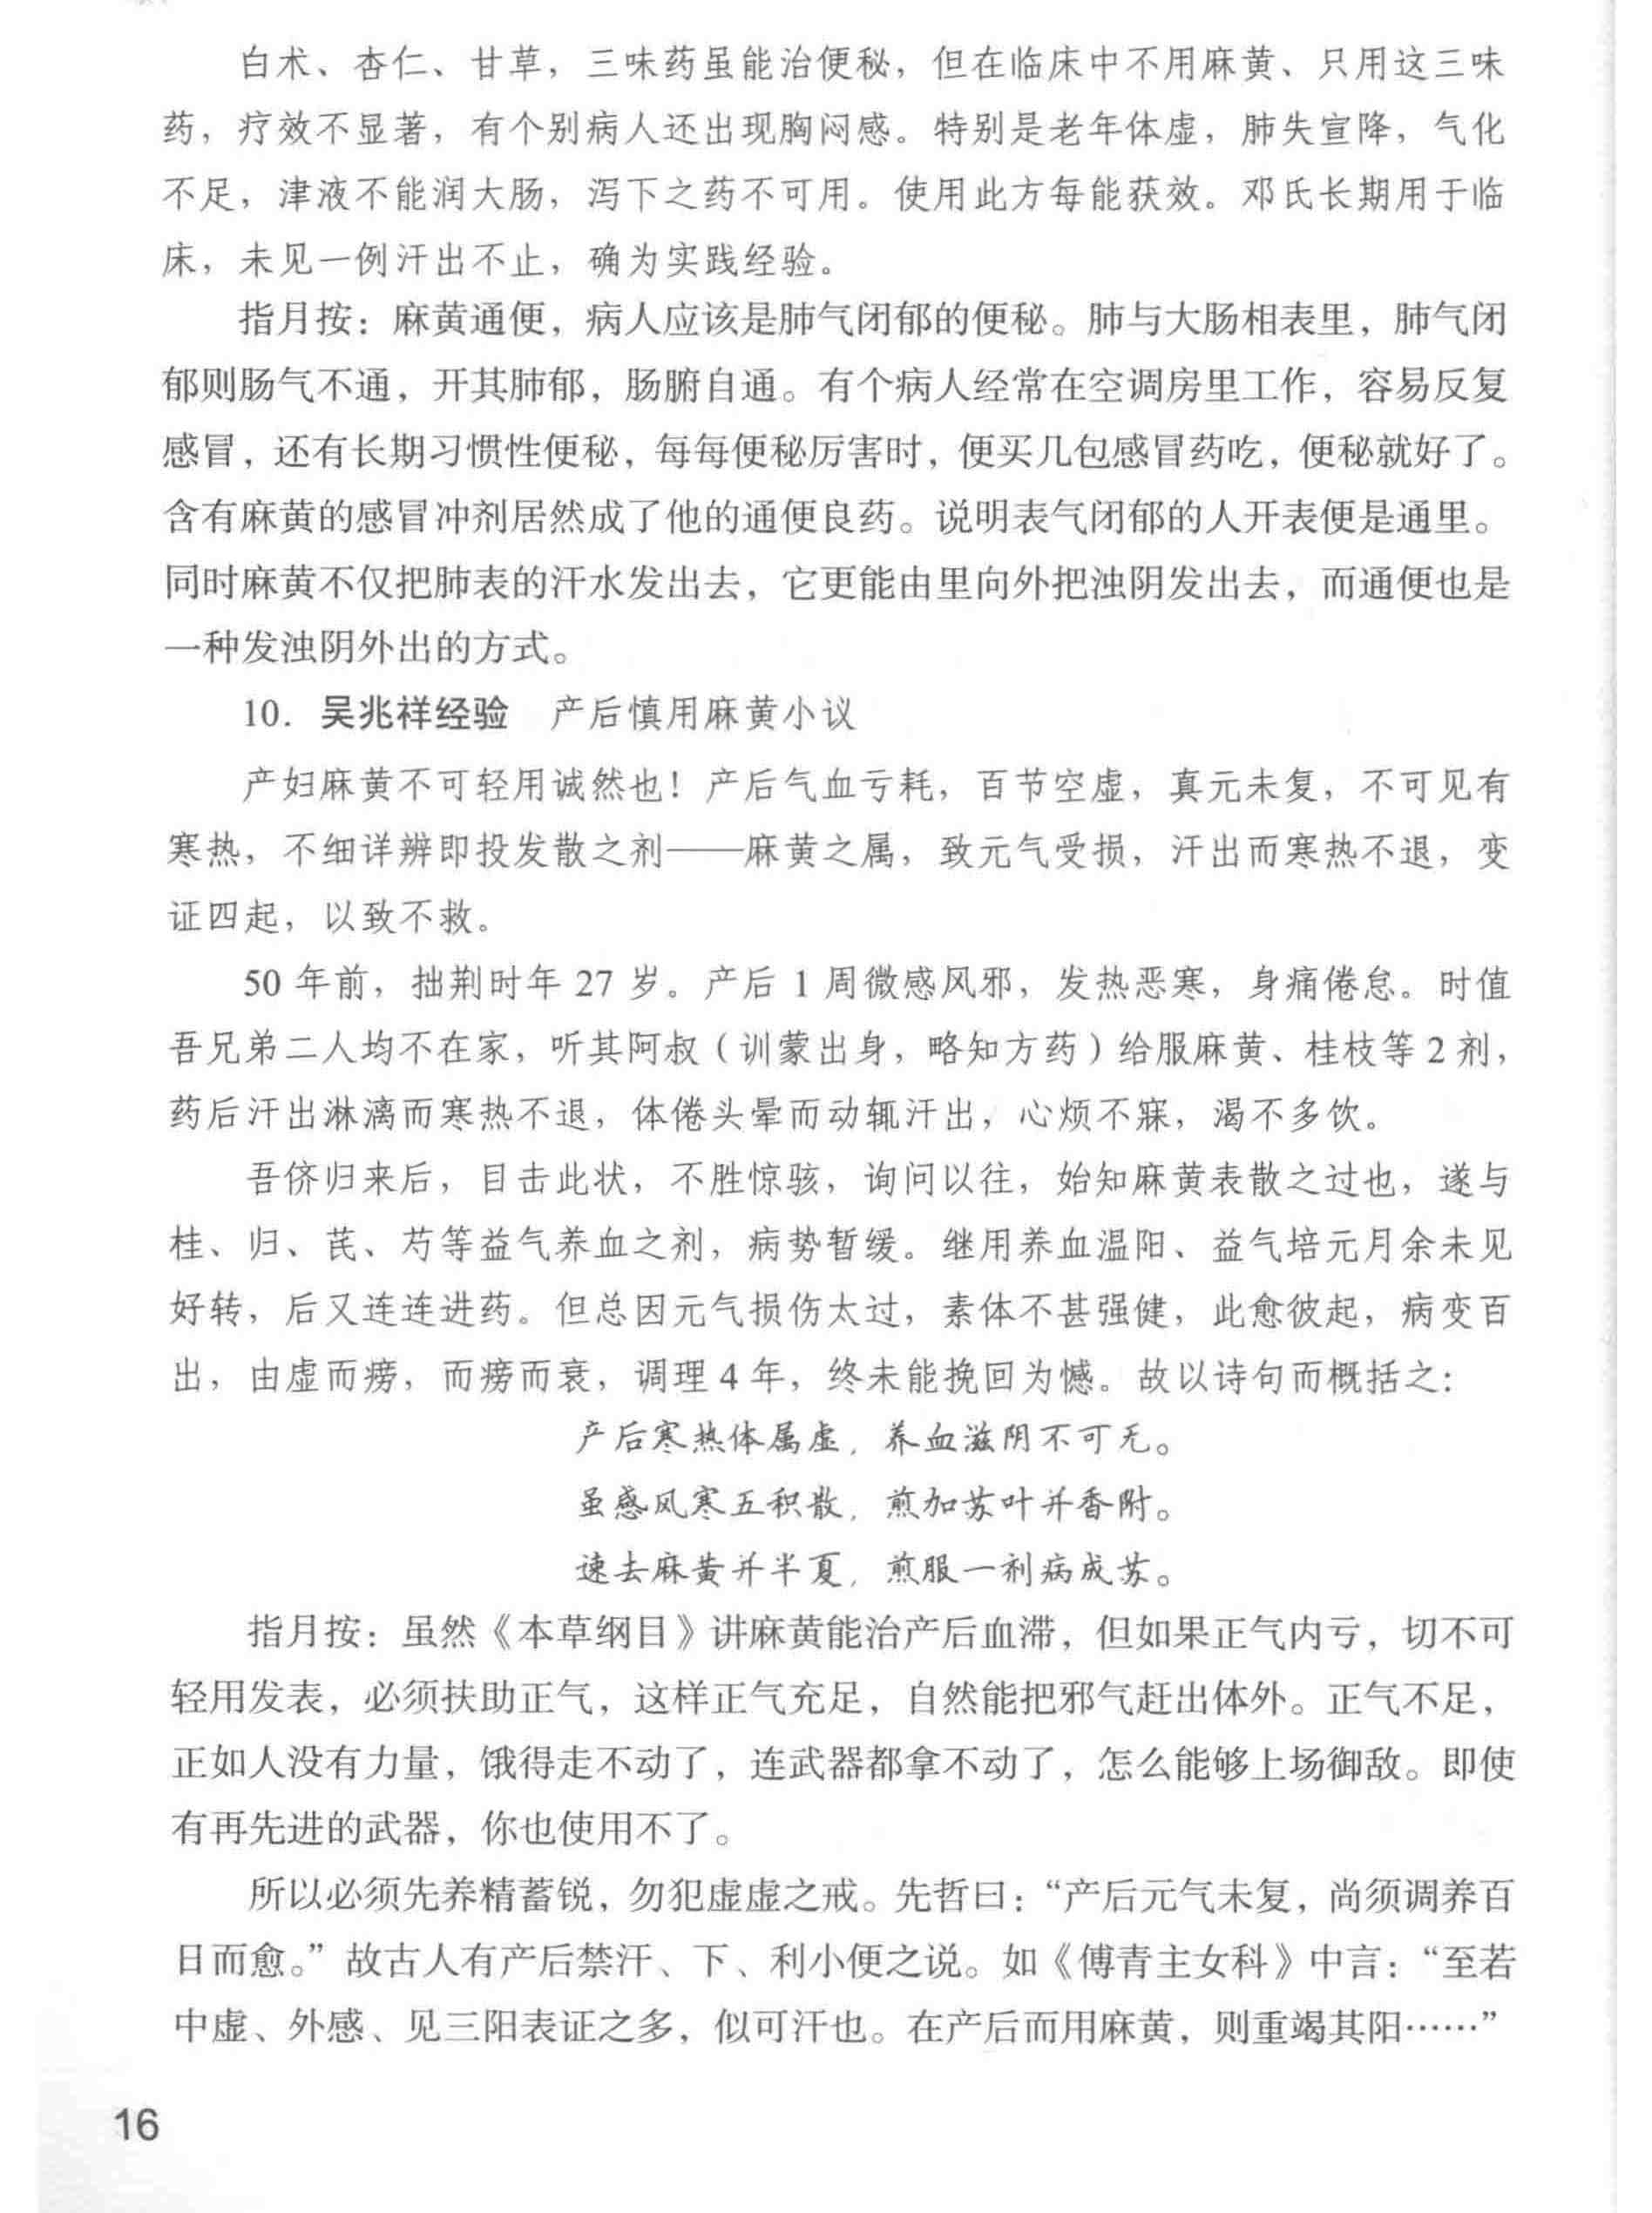 白术、杏仁、甘草，三味药虽能治便秘，但在临床中不用麻黄、只用这三味
药，疗效不显著，有个别病人还出现胸闷感。特别是老年体虚，肺失宣降，气化
不足，津液不能润大肠，泻下之药不可用。使用此方每能获效。邓氏长期用于临
床，未见一例汗出不止，确为实践经验。
指月按：麻黄通便，病人应该是肺气闭郁的便秘。肺与大肠相表里，肺气闭
郁则肠气不通，开其肺郁，肠腑自通。有个病人经常在空调房里工作，容易反复
感冒，还有长期习惯性便秘，每每便秘厉害时，便买几包感冒药吃，便秘就好了。
含有麻黄的感冒冲剂居然成了他的通便良药。说明表气闭郁的人开表便是通里。
同时麻黄不仅把肺表的汗水发出去，它更能由里向外把浊阴发出去，而通便也是
一种发浊阴外出的方式。
10．吴兆祥经验 产后慎用麻黄小议
产妇麻黄不可轻用诚然也！产后气血亏耗，百节空虚，真元未复，不可见有
寒热，不细详辨即投发散之剂——麻黄之属，致元气受损，汗出而寒热不退，变
证四起，以致不救。
50 年前，拙荆时年 27 岁。产后 1 周微感风邪，发热恶寒，身痛倦怠。时值
吾兄弟二人均不在家，听其阿叔（训蒙出身，略知方药）给服麻黄、桂枝等 2 剂，
药后汗出淋漓而寒热不退，体倦头晕而动辄汗出，心烦不寐，渴不多饮。
吾侪归来后，目击此状，不胜惊骇，询问以往，始知麻黄表散之过也，遂与
桂、归、芪、芍等益气养血之剂，病势暂缓。继用养血温阳、益气培元月余未见
好转，后又连连进药。但总因元气损伤太过，素体不甚强健，此愈彼起，病变百
出，由虚而痨，而痨而衰，调理 4 年，终未能挽回为憾。故以诗句而概括之：
产后寒热体属虚，养血滋阴不可无。
虽感风寒五积散，煎加苏叶并香附。
速去麻黄并半夏，煎服一剂病成苏。
指月按：虽然《本草纲目》讲麻黄能治产后血滞，但如果正气内亏，切不可
轻用发表，必须扶助正气，这样正气充足，自然能把邪气赶出体外。正气不足，
正如人没有力量，饿得走不动了，连武器都拿不动了，怎么能够上场御敌。即使
有再先进的武器，你也使用不了。
所以必须先养精蓄锐，勿犯虚虚之戒。先哲曰：“产后元气未复，尚须调养百
日而愈。”故古人有产后禁汗、下、利小便之说。如《傅青主女科》中言：“至若
中虚、外感、见三阳表证之多，似可汗也。在产后而用麻黄，则重竭其阳……”
16